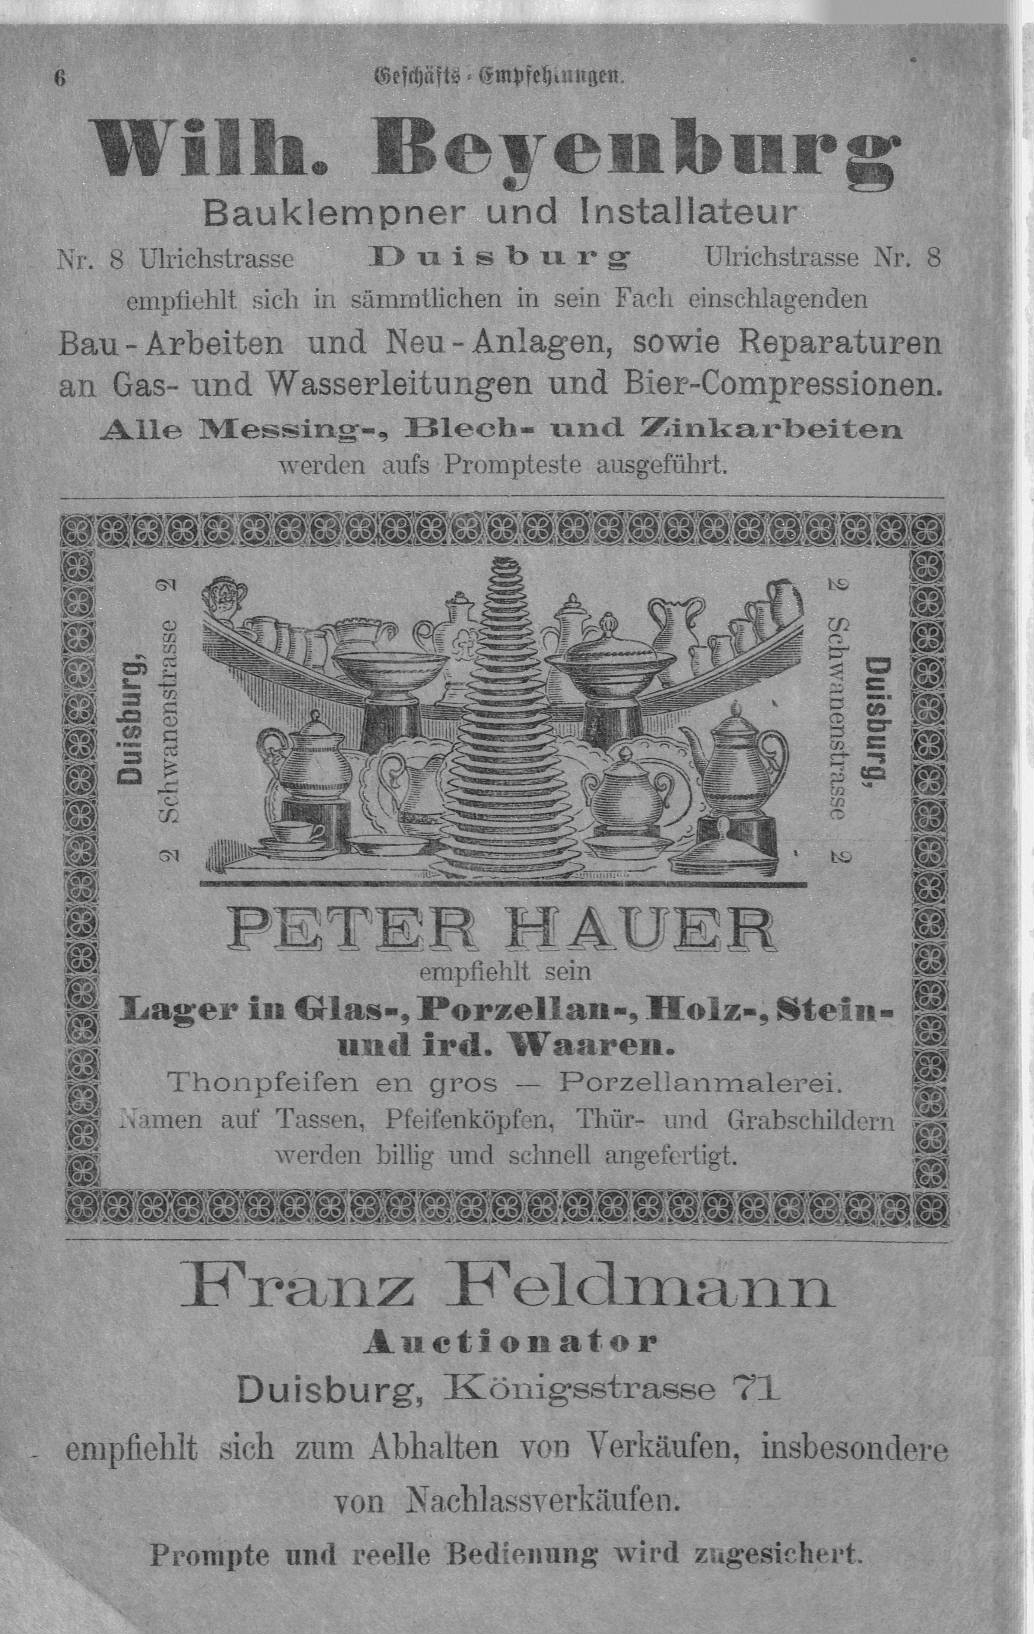 6
Geschäfts-Empfehlungen.
Wilh. Beyenburg
Bauklempner und Installateur
Nr. 8 Ulrichstrasse Duisburg Ulrichstrasse Nr. 8
empfiehlt sich in sämmtlichen in sein Fach einschlagenden
Bau-Arbeiten und Neu-Anlagen, sowie Reparaturen
an Gas- und Wasserleitungen und Bier-Compressionen.
Alle Messing-, Blech- und Zinkarbeiten
werden aufs Prompteste ausgeführt.
Duisburg,
2 Schwanenstrasse 2
Duisburg,
2 Schwanenstrasse 2
PETER HAUER
empfiehlt sein
Lager in Glas-, Porzellan-, Holz-, Stein-
und ird. Waaren.
Thonpfeifen en gros — Porzellanmalerei.
Namen auf Tassen, Pfeifenköpfen, Thür- und Grabschildern
werden billig und schnell angefertigt.
Franz Feldmann
Auctionator
Duisburg, Königsstrasse 71
empfiehlt sich zum Abhalten von Verkäufen, insbesondere
von Nachlassverkäufen.
Prompte und reelle Bedienung wird zugesichert.